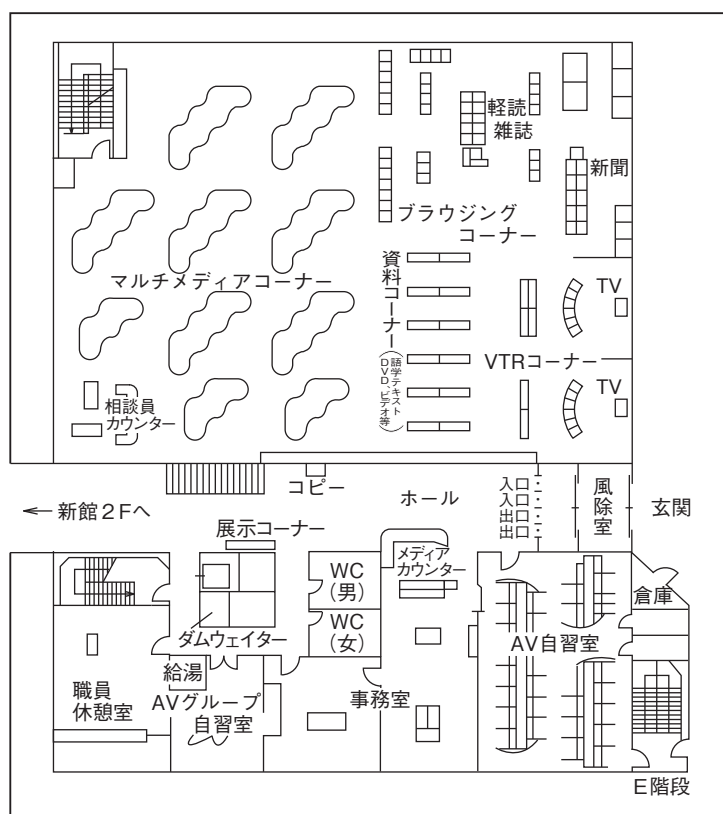 軽読
雑誌
新聞
ブラウジング
コーナー
マルチメディアコーナー
資料コーナー
(語学テキスト
DVD、ビデオ等)
TV
VTRコーナー
TV
相談員
カウンター
コピー
ホール
入口
入口
出口
出口
風除室
玄関
← 新館2Fへ
展示コーナー
メディア
カウンター
WC
(男)
倉庫
WC
(女)
ダムウェイター
AV自習室
給湯
職員
休憩室
AVグループ
自習室
事務室
E階段